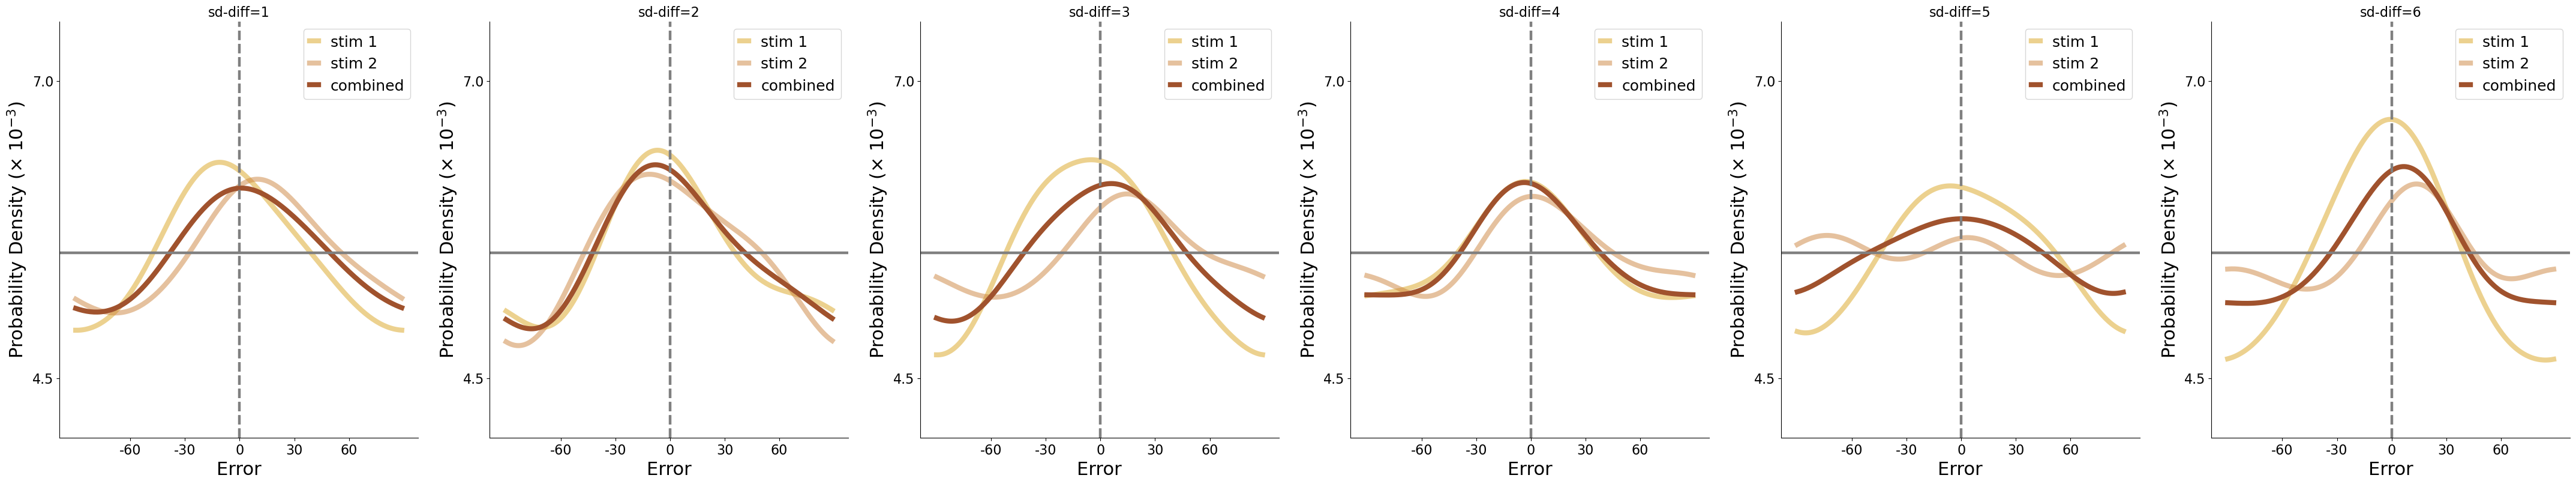 sd-diff=1
stim 1
stim 2
combined
Probability Density (× 10⁻³)
7.0
4.5
-60 -30 0 30 60
Error
sd-diff=2
stim 1
stim 2
combined
Probability Density (× 10⁻³)
7.0
4.5
-60 -30 0 30 60
Error
sd-diff=3
stim 1
stim 2
combined
Probability Density (× 10⁻³)
7.0
4.5
-60 -30 0 30 60
Error
sd-diff=4
stim 1
stim 2
combined
Probability Density (× 10⁻³)
7.0
4.5
-60 -30 0 30 60
Error
sd-diff=5
stim 1
stim 2
combined
Probability Density (× 10⁻³)
7.0
4.5
-60 -30 0 30 60
Error
sd-diff=6
stim 1
stim 2
combined
Probability Density (× 10⁻³)
7.0
4.5
-60 -30 0 30 60
Error